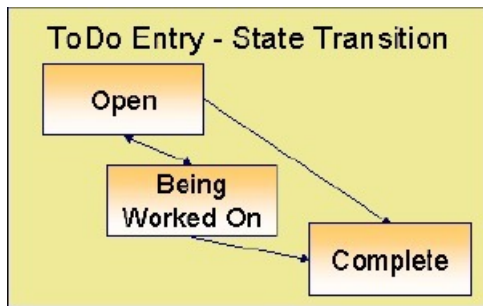 ToDo Entry - State Transition
Open
Being
Worked On
Complete